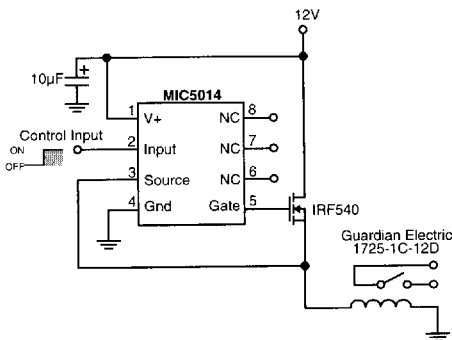 12V
10µF
+
MIC5014
1 V+ NC 8
Control Input
ON
OFF
2 Input NC 7
3 Source NC 6
4 Gnd Gate 5
IRF540
Guardian Electric
1725-1C-12D